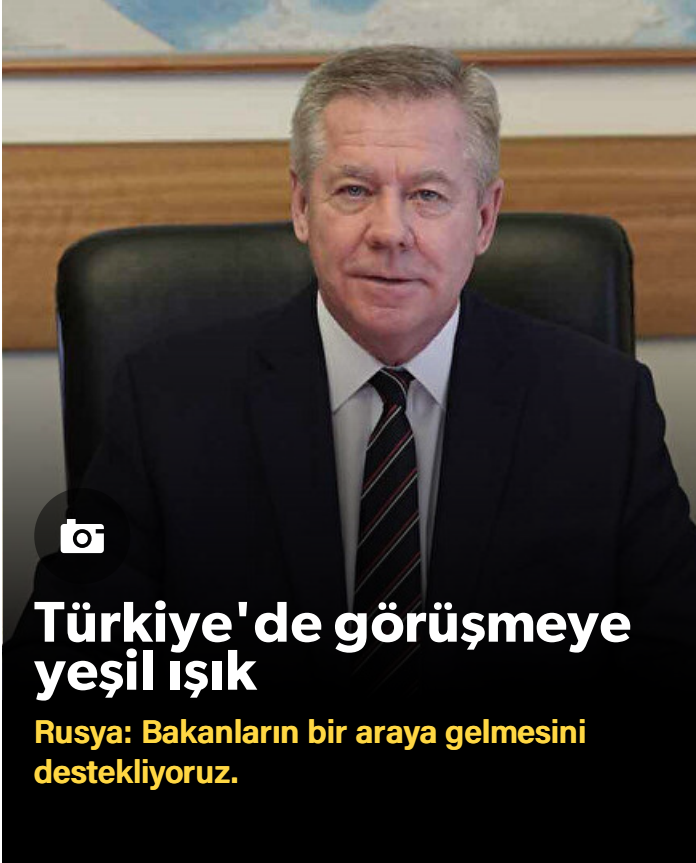 Türkiye'de görüşmeye
yeşil ışık
Rusya: Bakanların bir araya gelmesini
destekliyoruz.